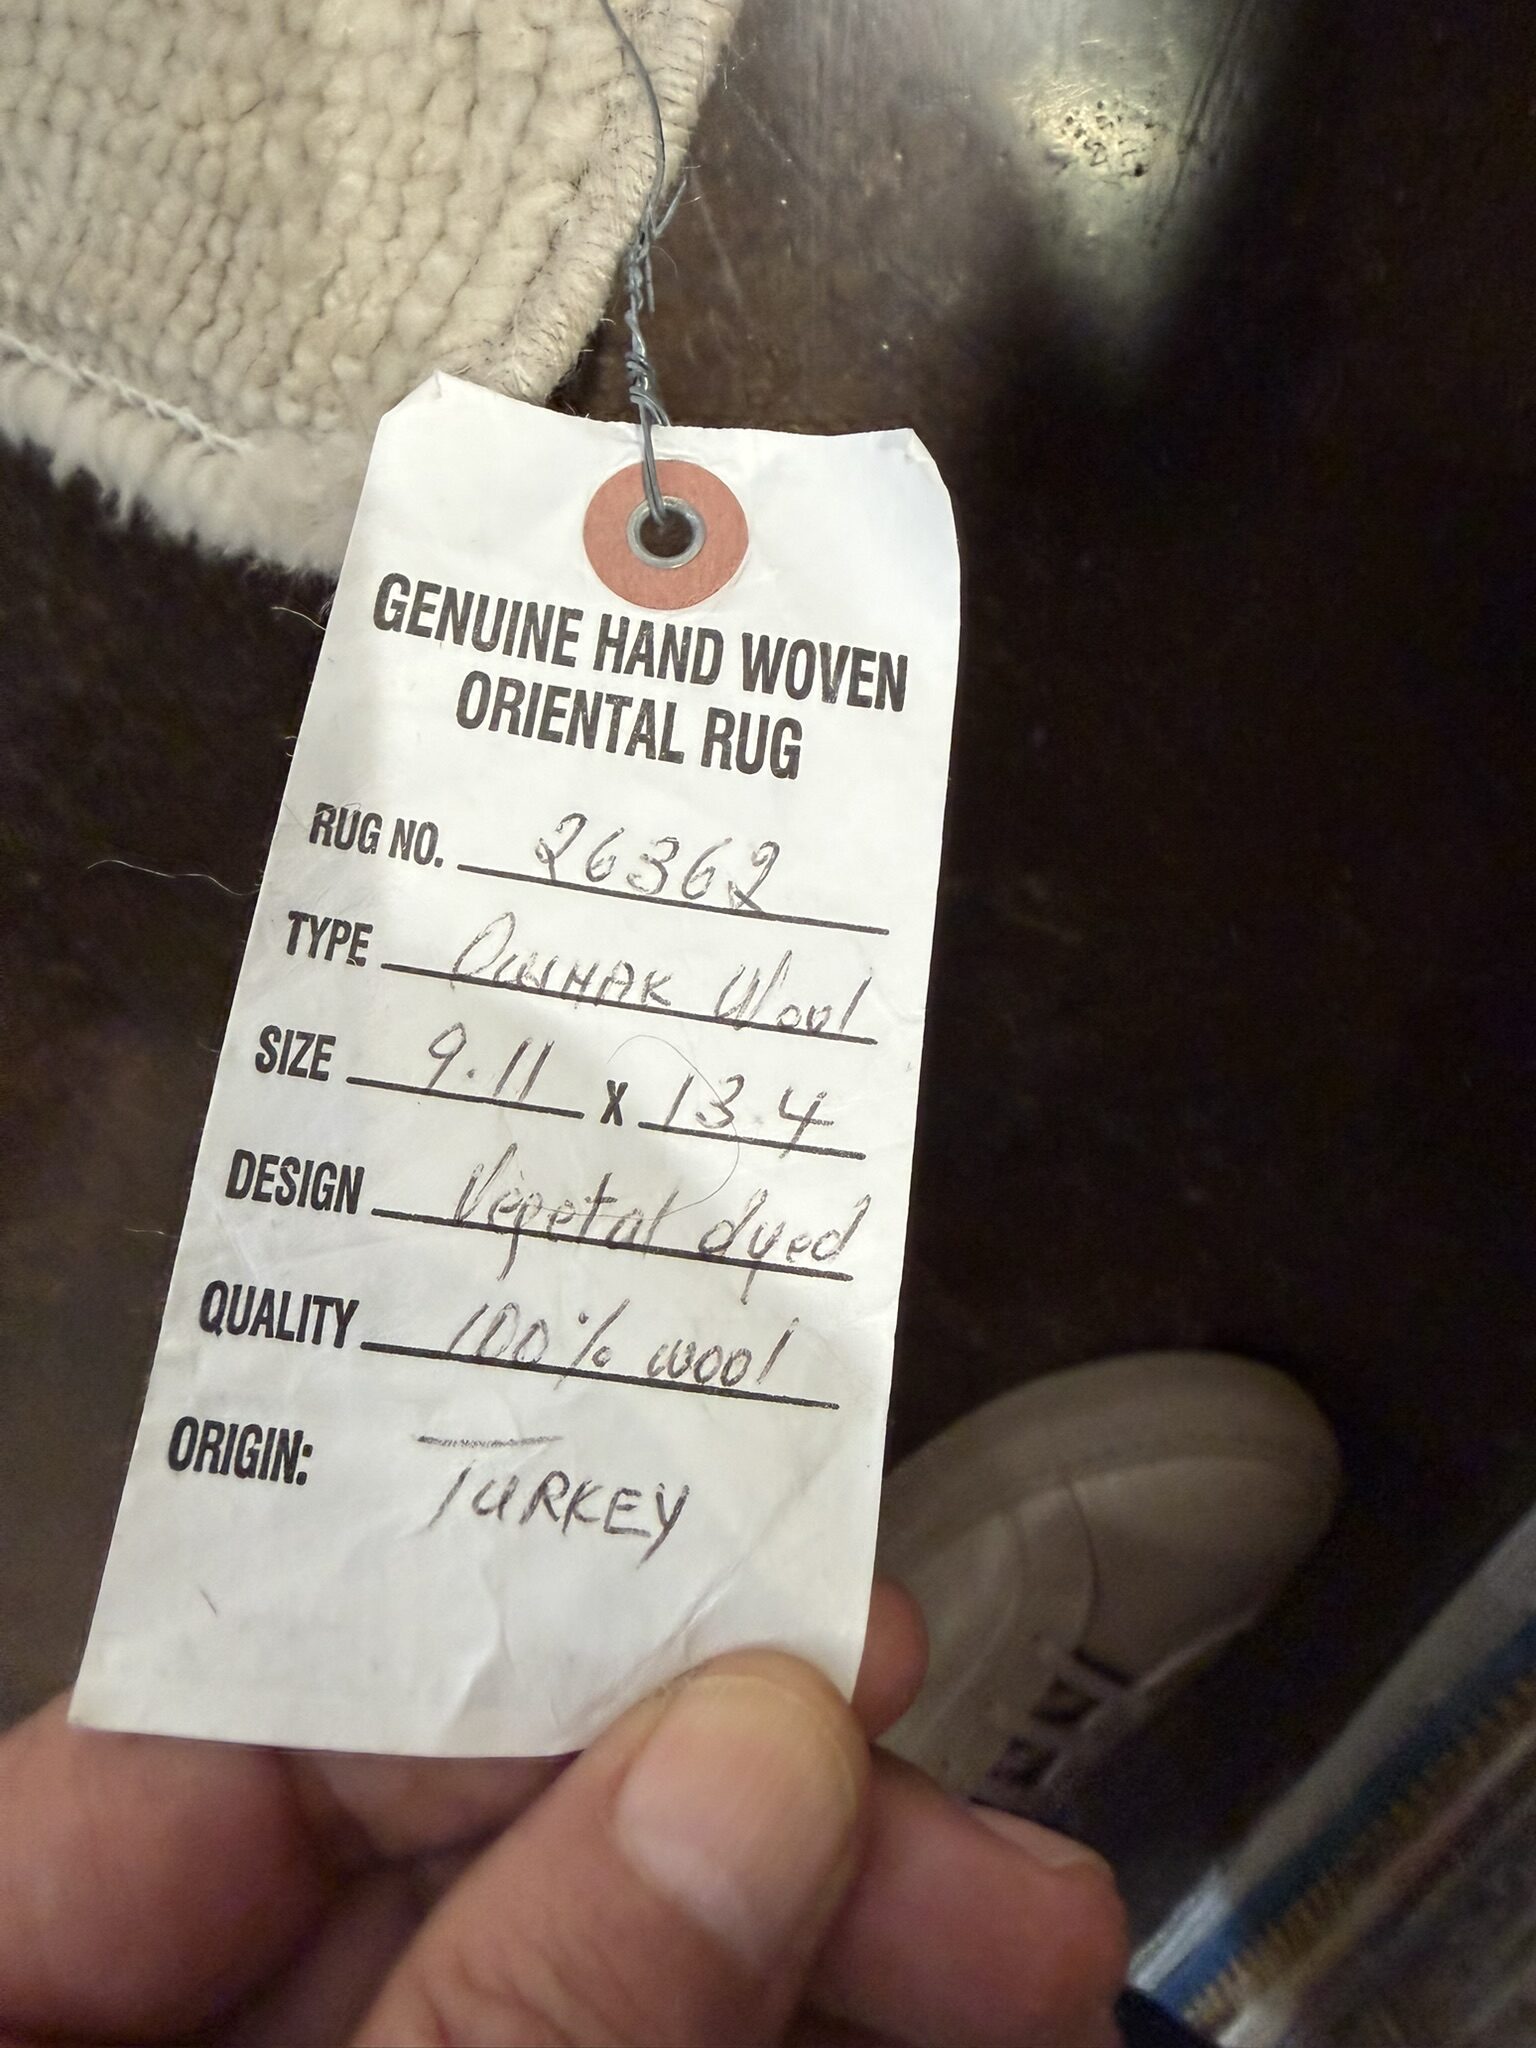 GENUINE HAND WOVEN
ORIENTAL RUG
RUG NO. 26362
TYPE Wool
SIZE 9.11 X 13.4
DESIGN Vegetal dyed
QUALITY 100% wool
ORIGIN: TURKEY